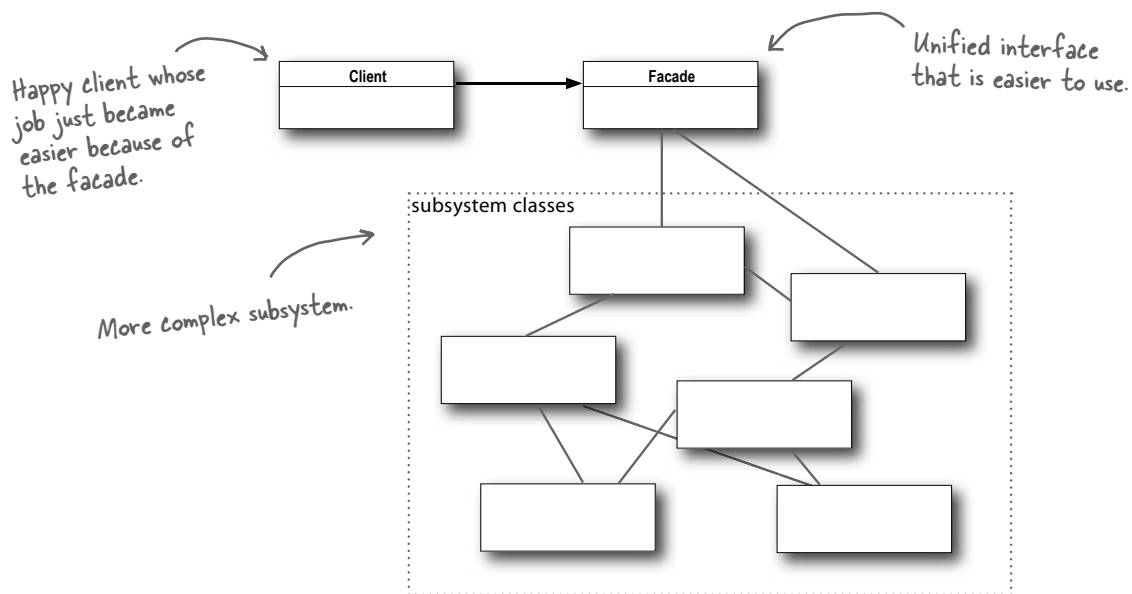 Happy client whose
job just became
easier because of
the facade.
Client
Facade
Unified interface
that is easier to use.
subsystem classes
More complex subsystem.